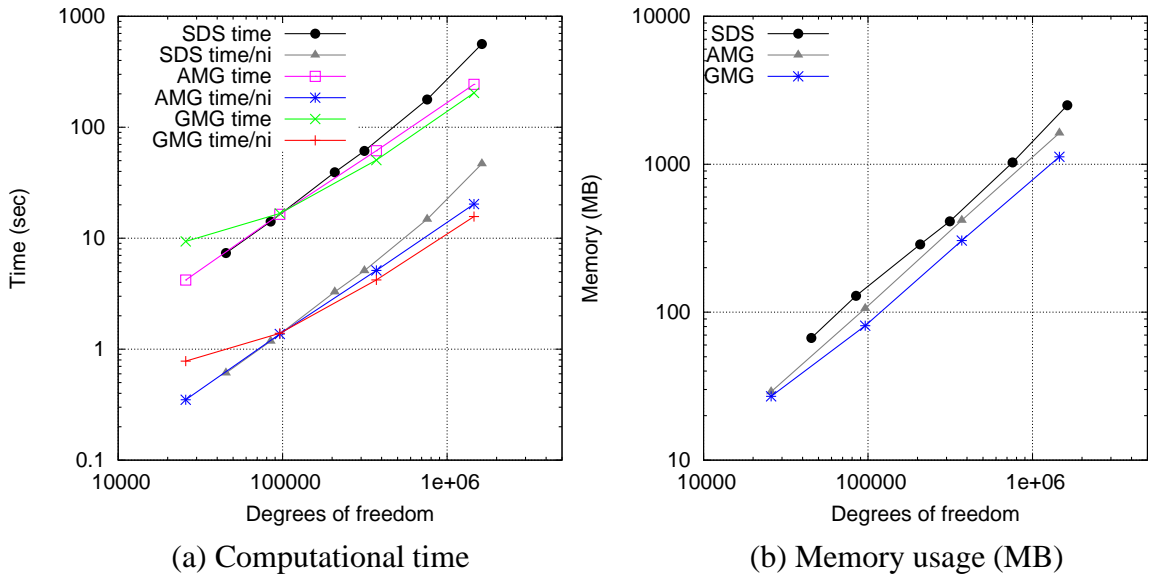 1000
100
10
1
0.1
Time (sec)
SDS time
SDS time/ni
AMG time
AMG time/ni
GMG time
GMG time/ni
10000
100000
1e+06
Degrees of freedom
(a) Computational time
10000
1000
100
10
Memory (MB)
SDS
AMG
GMG
10000
100000
1e+06
Degrees of freedom
(b) Memory usage (MB)